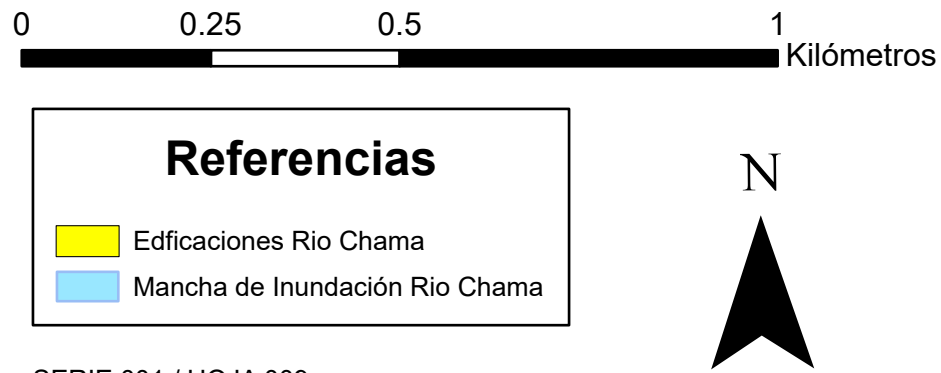 0 0.25 0.5 1
Kilómetros
Referencias
N
Edficaciones Rio Chama
Mancha de Inundación Rio Chama